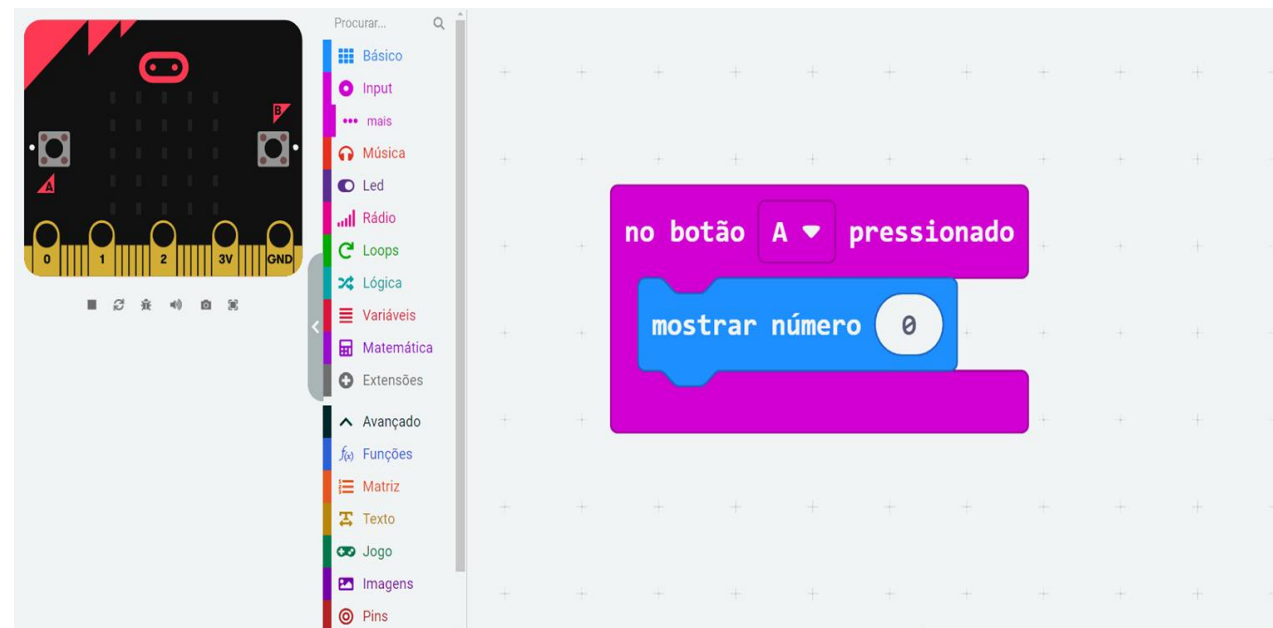 A
B
0 1 2 3V GND
Procurar...
Básico
Input
mais
Música
Led
Rádio
Loops
Lógica
Variáveis
Matemática
Extensões
Avançado
f(x) Funções
Matriz
Texto
Jogo
Imagens
Pins
no botão A pressionado
mostrar número 0